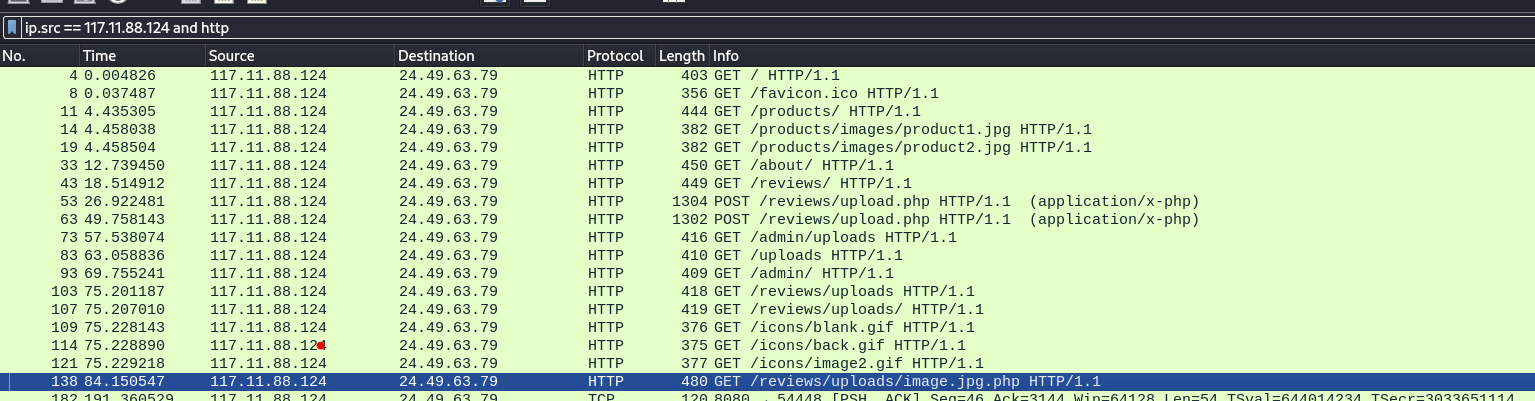 ip.src == 117.11.88.124 and http
No. Time Source Destination Protocol Length Info
4 0.004826 117.11.88.124 24.49.63.79 HTTP 403 GET / HTTP/1.1
8 0.037487 117.11.88.124 24.49.63.79 HTTP 356 GET /favicon.ico HTTP/1.1
11 4.435305 117.11.88.124 24.49.63.79 HTTP 444 GET /products/ HTTP/1.1
14 4.458038 117.11.88.124 24.49.63.79 HTTP 382 GET /products/images/product1.jpg HTTP/1.1
19 4.458504 117.11.88.124 24.49.63.79 HTTP 382 GET /products/images/product2.jpg HTTP/1.1
33 12.739450 117.11.88.124 24.49.63.79 HTTP 450 GET /about/ HTTP/1.1
43 18.514912 117.11.88.124 24.49.63.79 HTTP 449 GET /reviews/ HTTP/1.1
53 26.922481 117.11.88.124 24.49.63.79 HTTP 1304 POST /reviews/upload.php HTTP/1.1 (application/x-php)
63 49.758143 117.11.88.124 24.49.63.79 HTTP 1302 POST /reviews/upload.php HTTP/1.1 (application/x-php)
73 57.538074 117.11.88.124 24.49.63.79 HTTP 416 GET /admin/uploads HTTP/1.1
83 63.058836 117.11.88.124 24.49.63.79 HTTP 410 GET /uploads HTTP/1.1
93 69.755241 117.11.88.124 24.49.63.79 HTTP 409 GET /admin/ HTTP/1.1
103 75.201187 117.11.88.124 24.49.63.79 HTTP 418 GET /reviews/uploads HTTP/1.1
107 75.207010 117.11.88.124 24.49.63.79 HTTP 419 GET /reviews/uploads/ HTTP/1.1
109 75.228143 117.11.88.124 24.49.63.79 HTTP 376 GET /icons/blank.gif HTTP/1.1
114 75.228890 117.11.88.124 24.49.63.79 HTTP 375 GET /icons/back.gif HTTP/1.1
121 75.229218 117.11.88.124 24.49.63.79 HTTP 377 GET /icons/image2.gif HTTP/1.1
138 84.150547 117.11.88.124 24.49.63.79 HTTP 480 GET /reviews/uploads/image.jpg.php HTTP/1.1
182 191.360529 117.11.88.124 24.49.63.79 TCP 120 8080 → 54448 [PSH, ACK] Seq=46 Ack=3144 Win=64128 Len=54 TSval=644014234 TSecr=3033651114